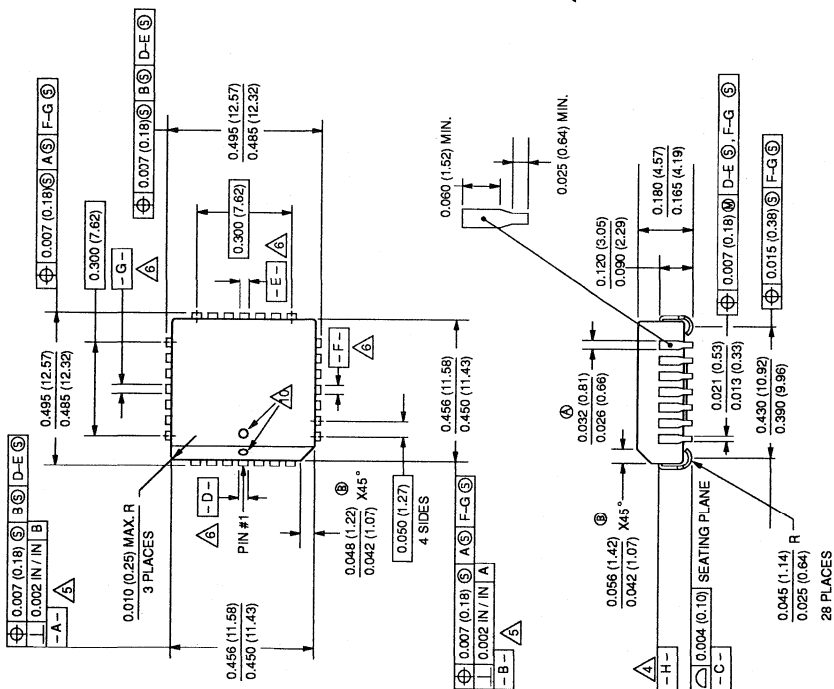 ⌖ 0.007 (0.18) Ⓢ B Ⓢ D-E Ⓢ
⊥ 0.002 IN / IN B
-A-
5
⌖ 0.007 (0.18) Ⓢ A Ⓢ F-G Ⓢ
⌖ 0.007 (0.18) Ⓢ B Ⓢ D-E Ⓢ
0.495 (12.57)
0.485 (12.32)
0.300 (7.62)
-G-
6
0.495 (12.57)
0.485 (12.32)
0.300 (7.62)
-E-
6
0.010 (0.25) MAX. R
3 PLACES
0.456 (11.58)
0.450 (11.43)
-D-
6
PIN #1
10
-F-
6
0.048 (1.22)
0.042 (1.07)
Ⓑ
X45°
0.050 (1.27)
4 SIDES
0.456 (11.58)
0.450 (11.43)
⌖ 0.007 (0.18) Ⓢ A Ⓢ F-G Ⓢ
⊥ 0.002 IN / IN A
-B-
5
0.060 (1.52) MIN.
0.025 (0.64) MIN.
0.180 (4.57)
0.165 (4.19)
0.120 (3.05)
0.090 (2.29)
Ⓐ
0.032 (0.81)
0.026 (0.66)
Ⓑ
0.056 (1.42)
0.042 (1.07)
X45°
4
-H-
⌓ 0.004 (0.10) SEATING PLANE
-C-
0.045 (1.14)
0.025 (0.64)
R
28 PLACES
0.021 (0.53)
0.013 (0.33)
⌖ 0.007 (0.18) Ⓜ D-E Ⓢ, F-G Ⓢ
0.430 (10.92)
0.390 (9.96)
⌖ 0.015 (0.38) Ⓢ F-G Ⓢ